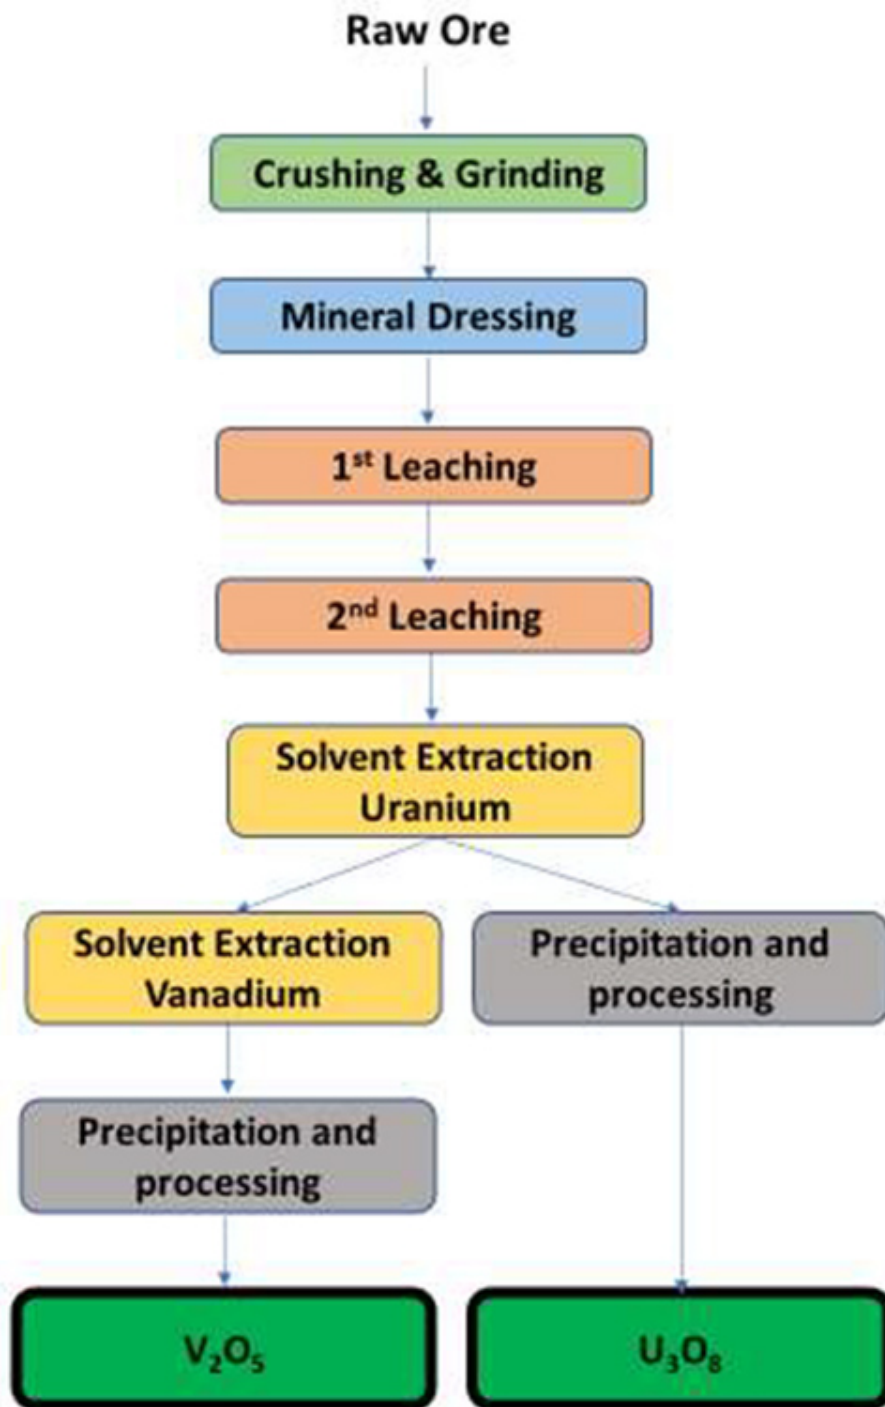 Raw Ore
Crushing & Grinding
Mineral Dressing
1st Leaching
2nd Leaching
Solvent Extraction
Uranium
Solvent Extraction
Vanadium
Precipitation and
processing
Precipitation and
processing
V₂O₅
U₃O₈